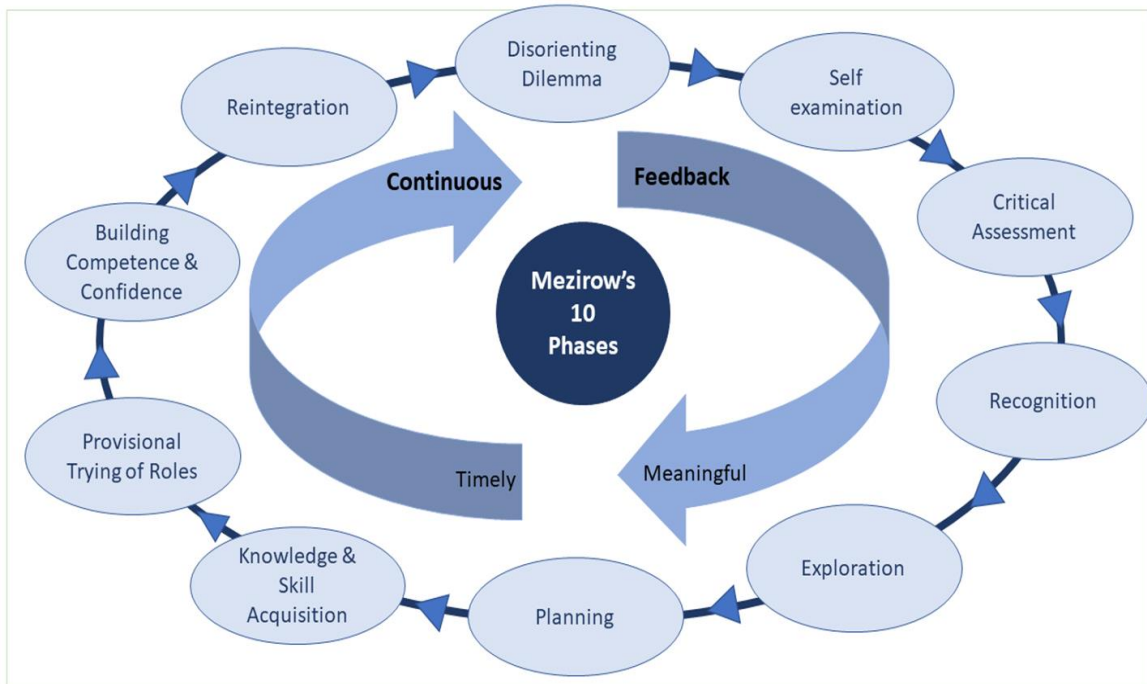 Disorienting
Dilemma
Self
examination
Critical
Assessment
Recognition
Exploration
Planning
Knowledge &
Skill
Acquisition
Provisional
Trying of Roles
Building
Competence &
Confidence
Reintegration
Continuous
Feedback
Meaningful
Timely
Mezirow's
10
Phases